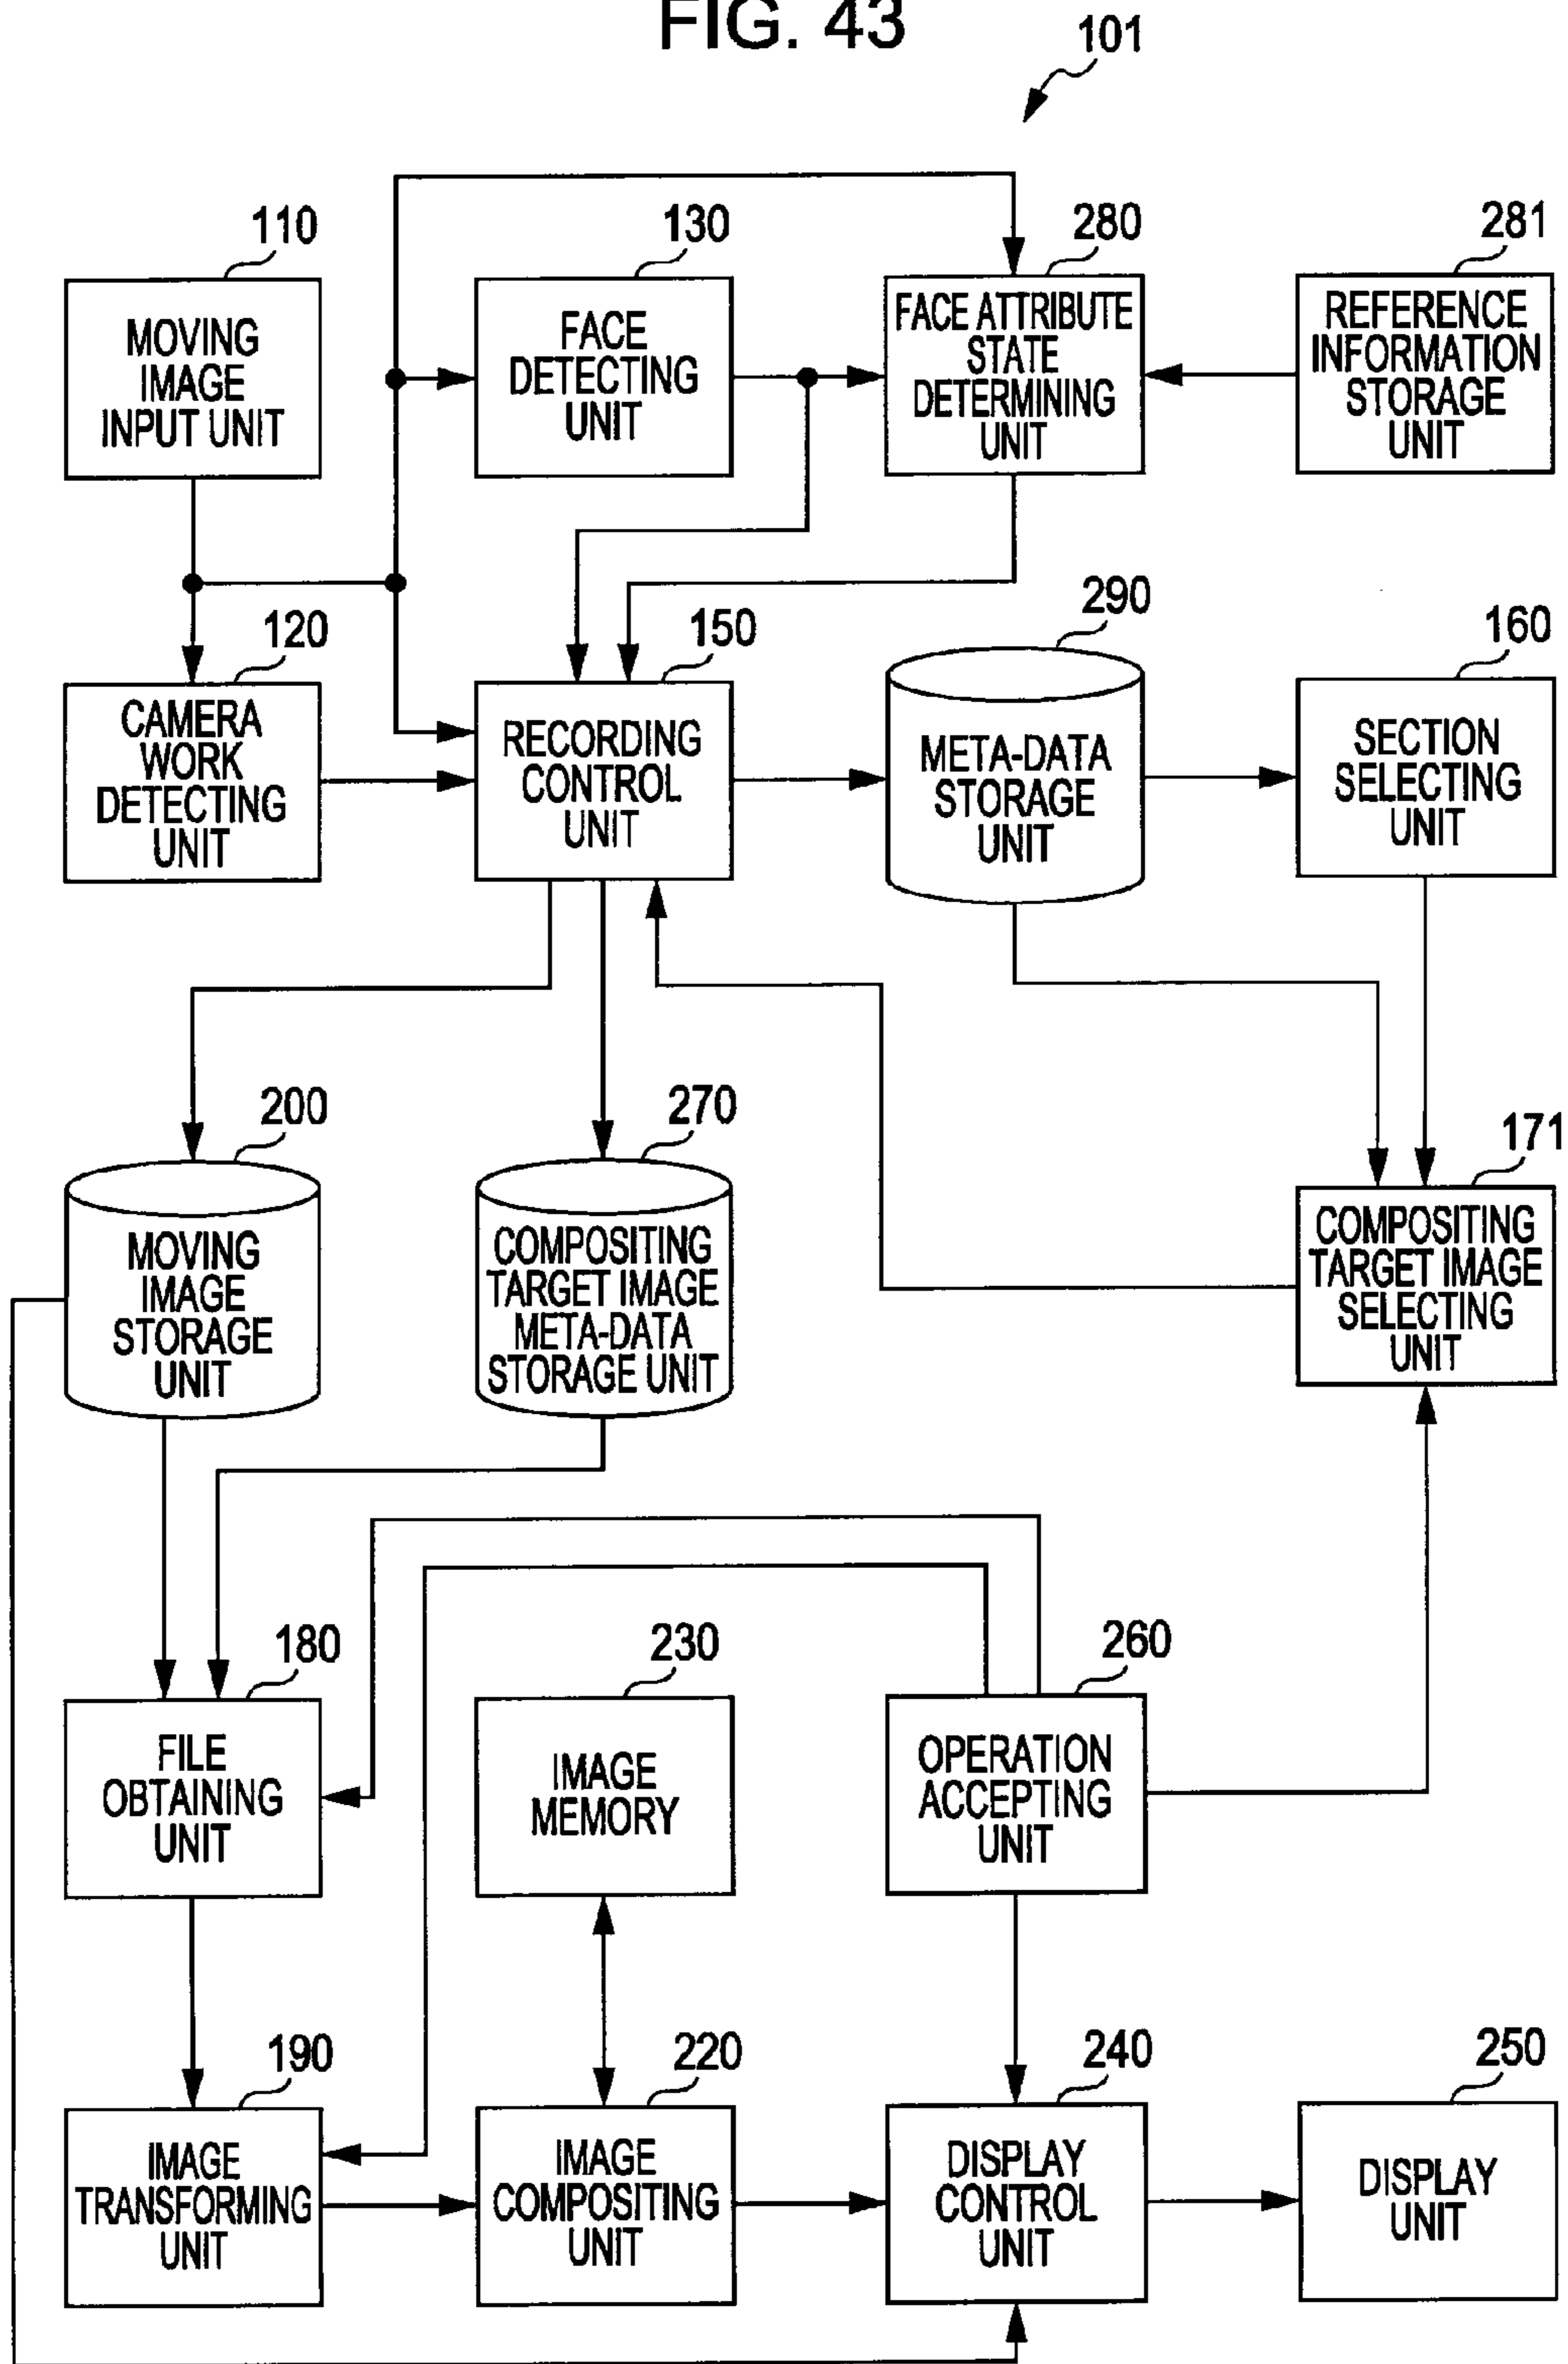 FIG. 43
101
110
MOVING
IMAGE
INPUT UNIT
130
FACE
DETECTING
UNIT
280
FACE ATTRIBUTE
STATE
DETERMINING
UNIT
281
REFERENCE
INFORMATION
STORAGE
UNIT
120
CAMERA
WORK
DETECTING
UNIT
150
RECORDING
CONTROL
UNIT
290
META-DATA
STORAGE
UNIT
160
SECTION
SELECTING
UNIT
200
MOVING
IMAGE
STORAGE
UNIT
270
COMPOSITING
TARGET IMAGE
META-DATA
STORAGE UNIT
171
COMPOSITING
TARGET IMAGE
SELECTING
UNIT
180
FILE
OBTAINING
UNIT
230
IMAGE
MEMORY
260
OPERATION
ACCEPTING
UNIT
190
IMAGE
TRANSFORMING
UNIT
220
IMAGE
COMPOSITING
UNIT
240
DISPLAY
CONTROL
UNIT
250
DISPLAY
UNIT